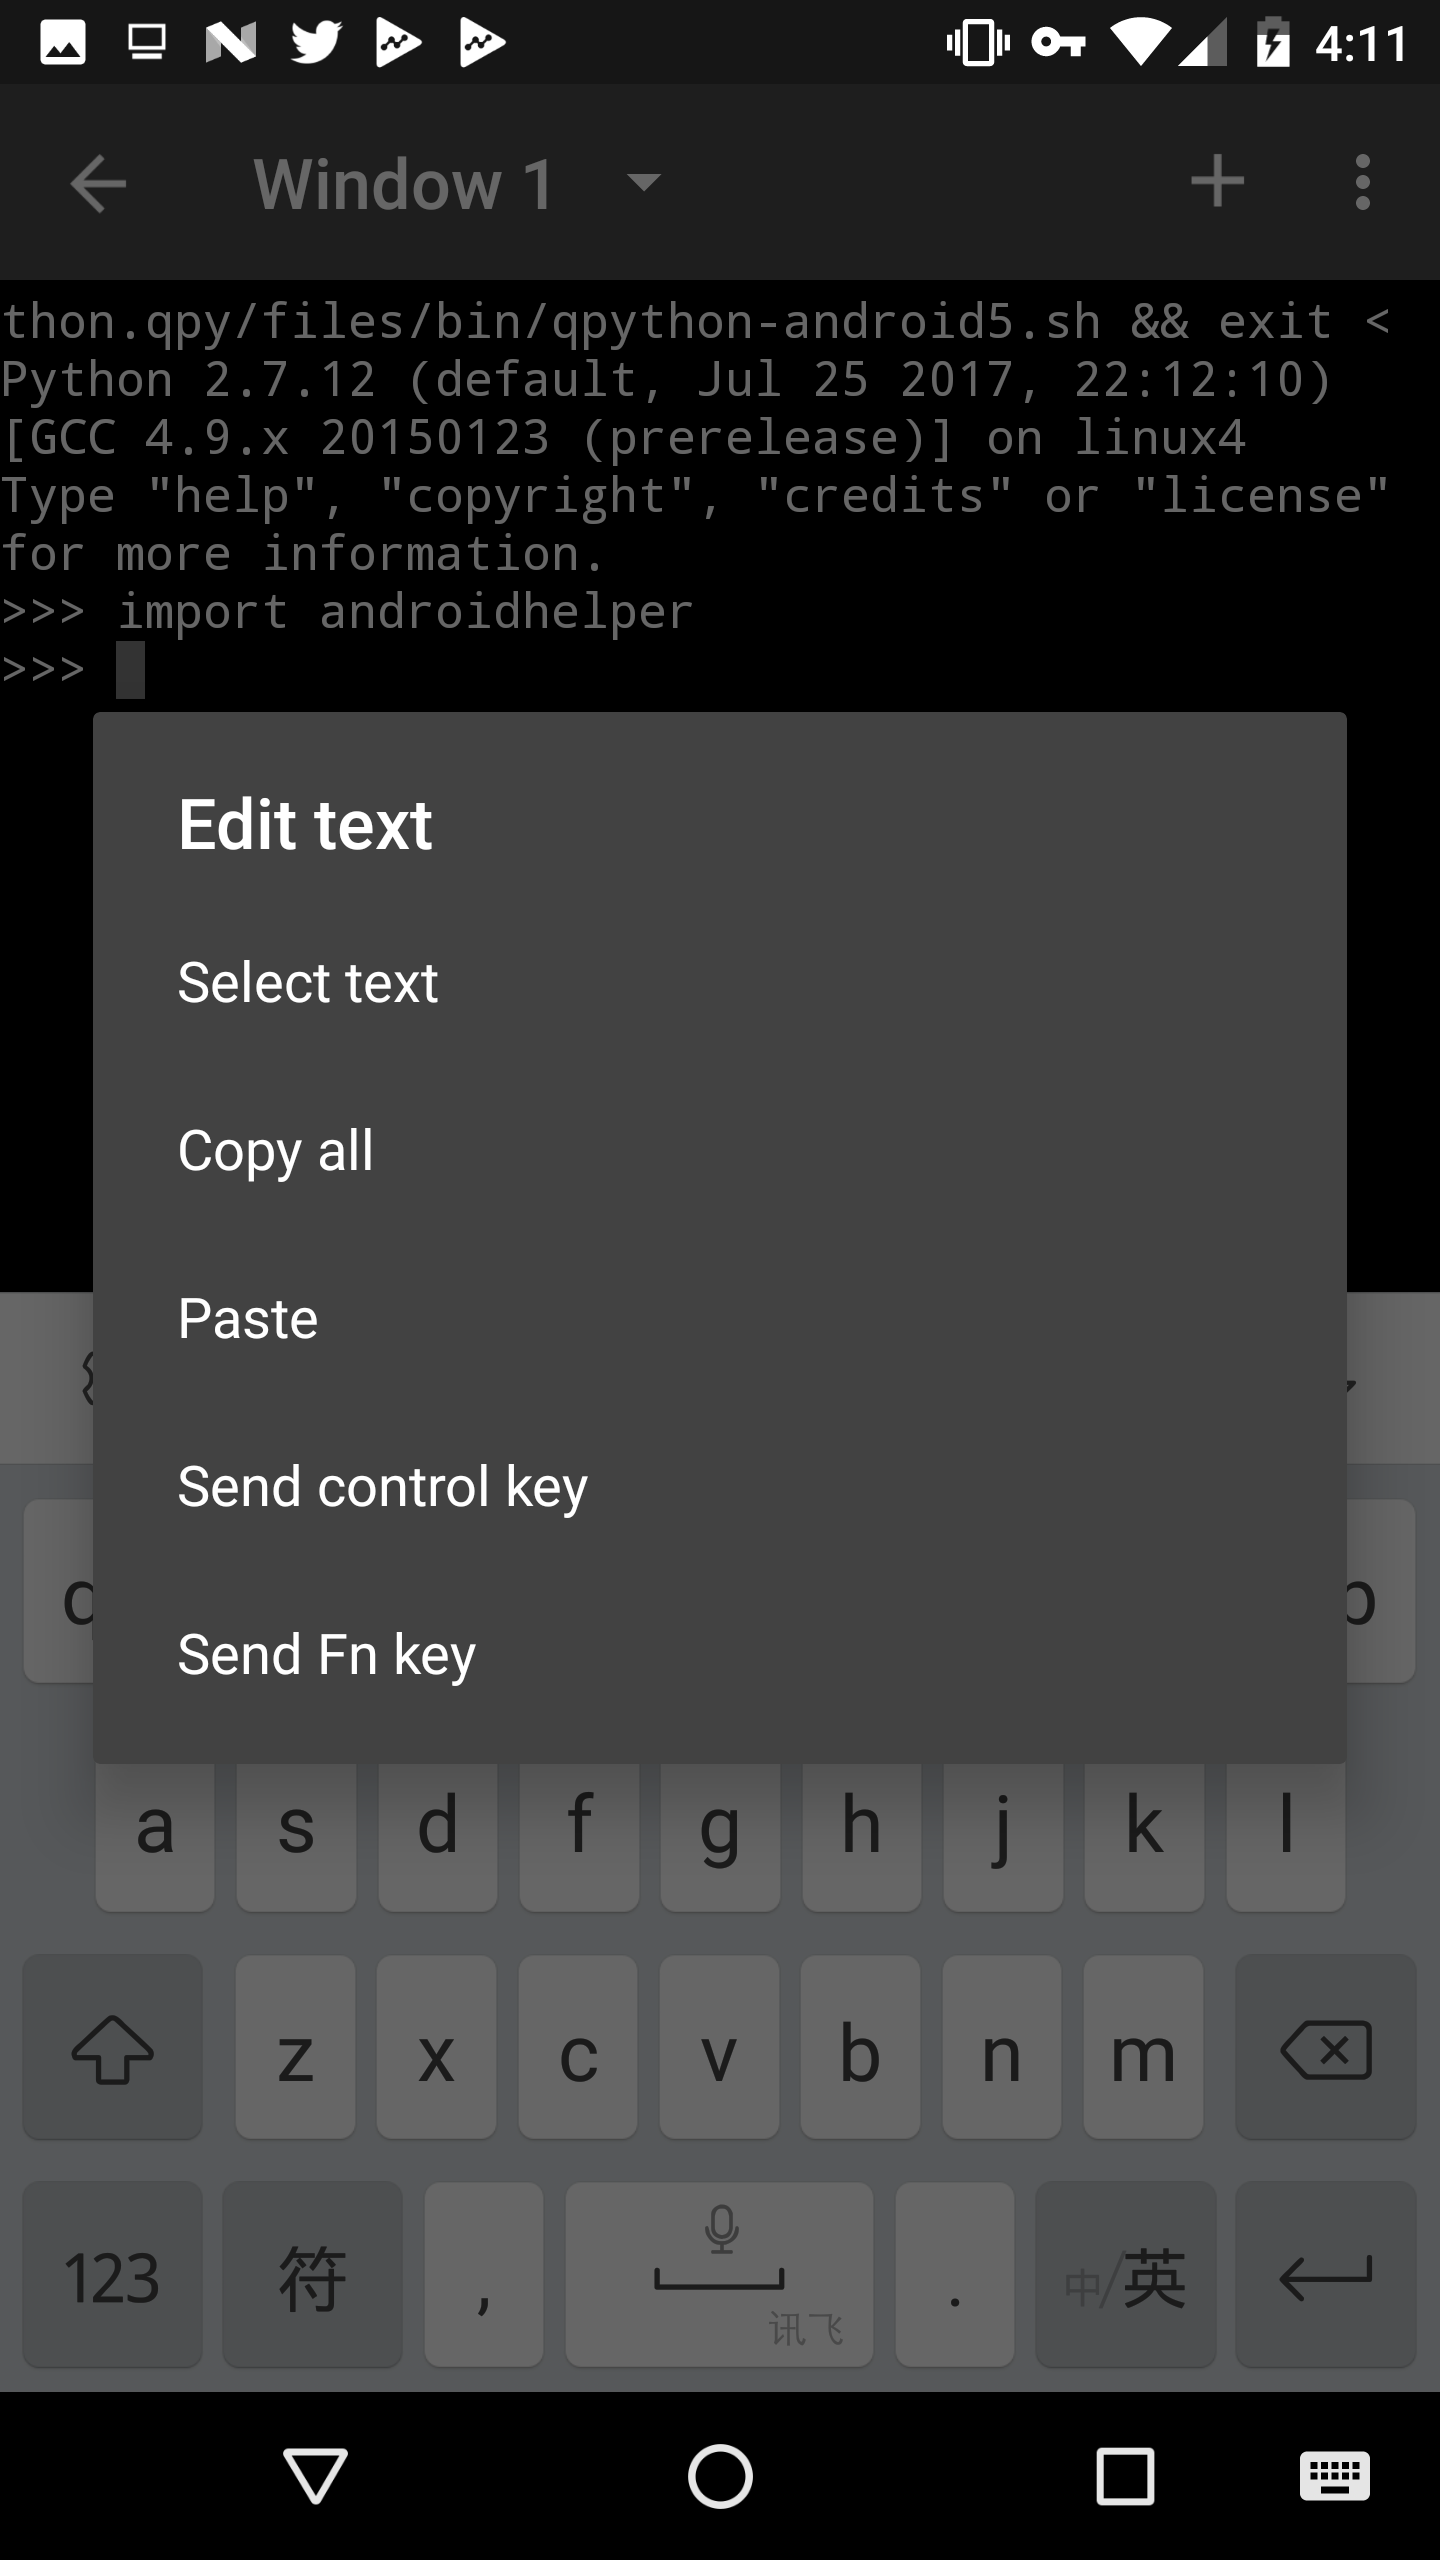 4:11
Window 1
thon.qpy/files/bin/qpython-android5.sh && exit <
Python 2.7.12 (default, Jul 25 2017, 22:12:10)
[GCC 4.9.x 20150123 (prerelease)] on linux4
Type "help", "copyright", "credits" or "license"
for more information.
>>> import androidhelper
>>>
Edit text
Select text
Copy all
Paste
Send control key
Send Fn key
q p
a s d f g h j k l
z x c v b n m
123 符 , 讯飞 . 中/英